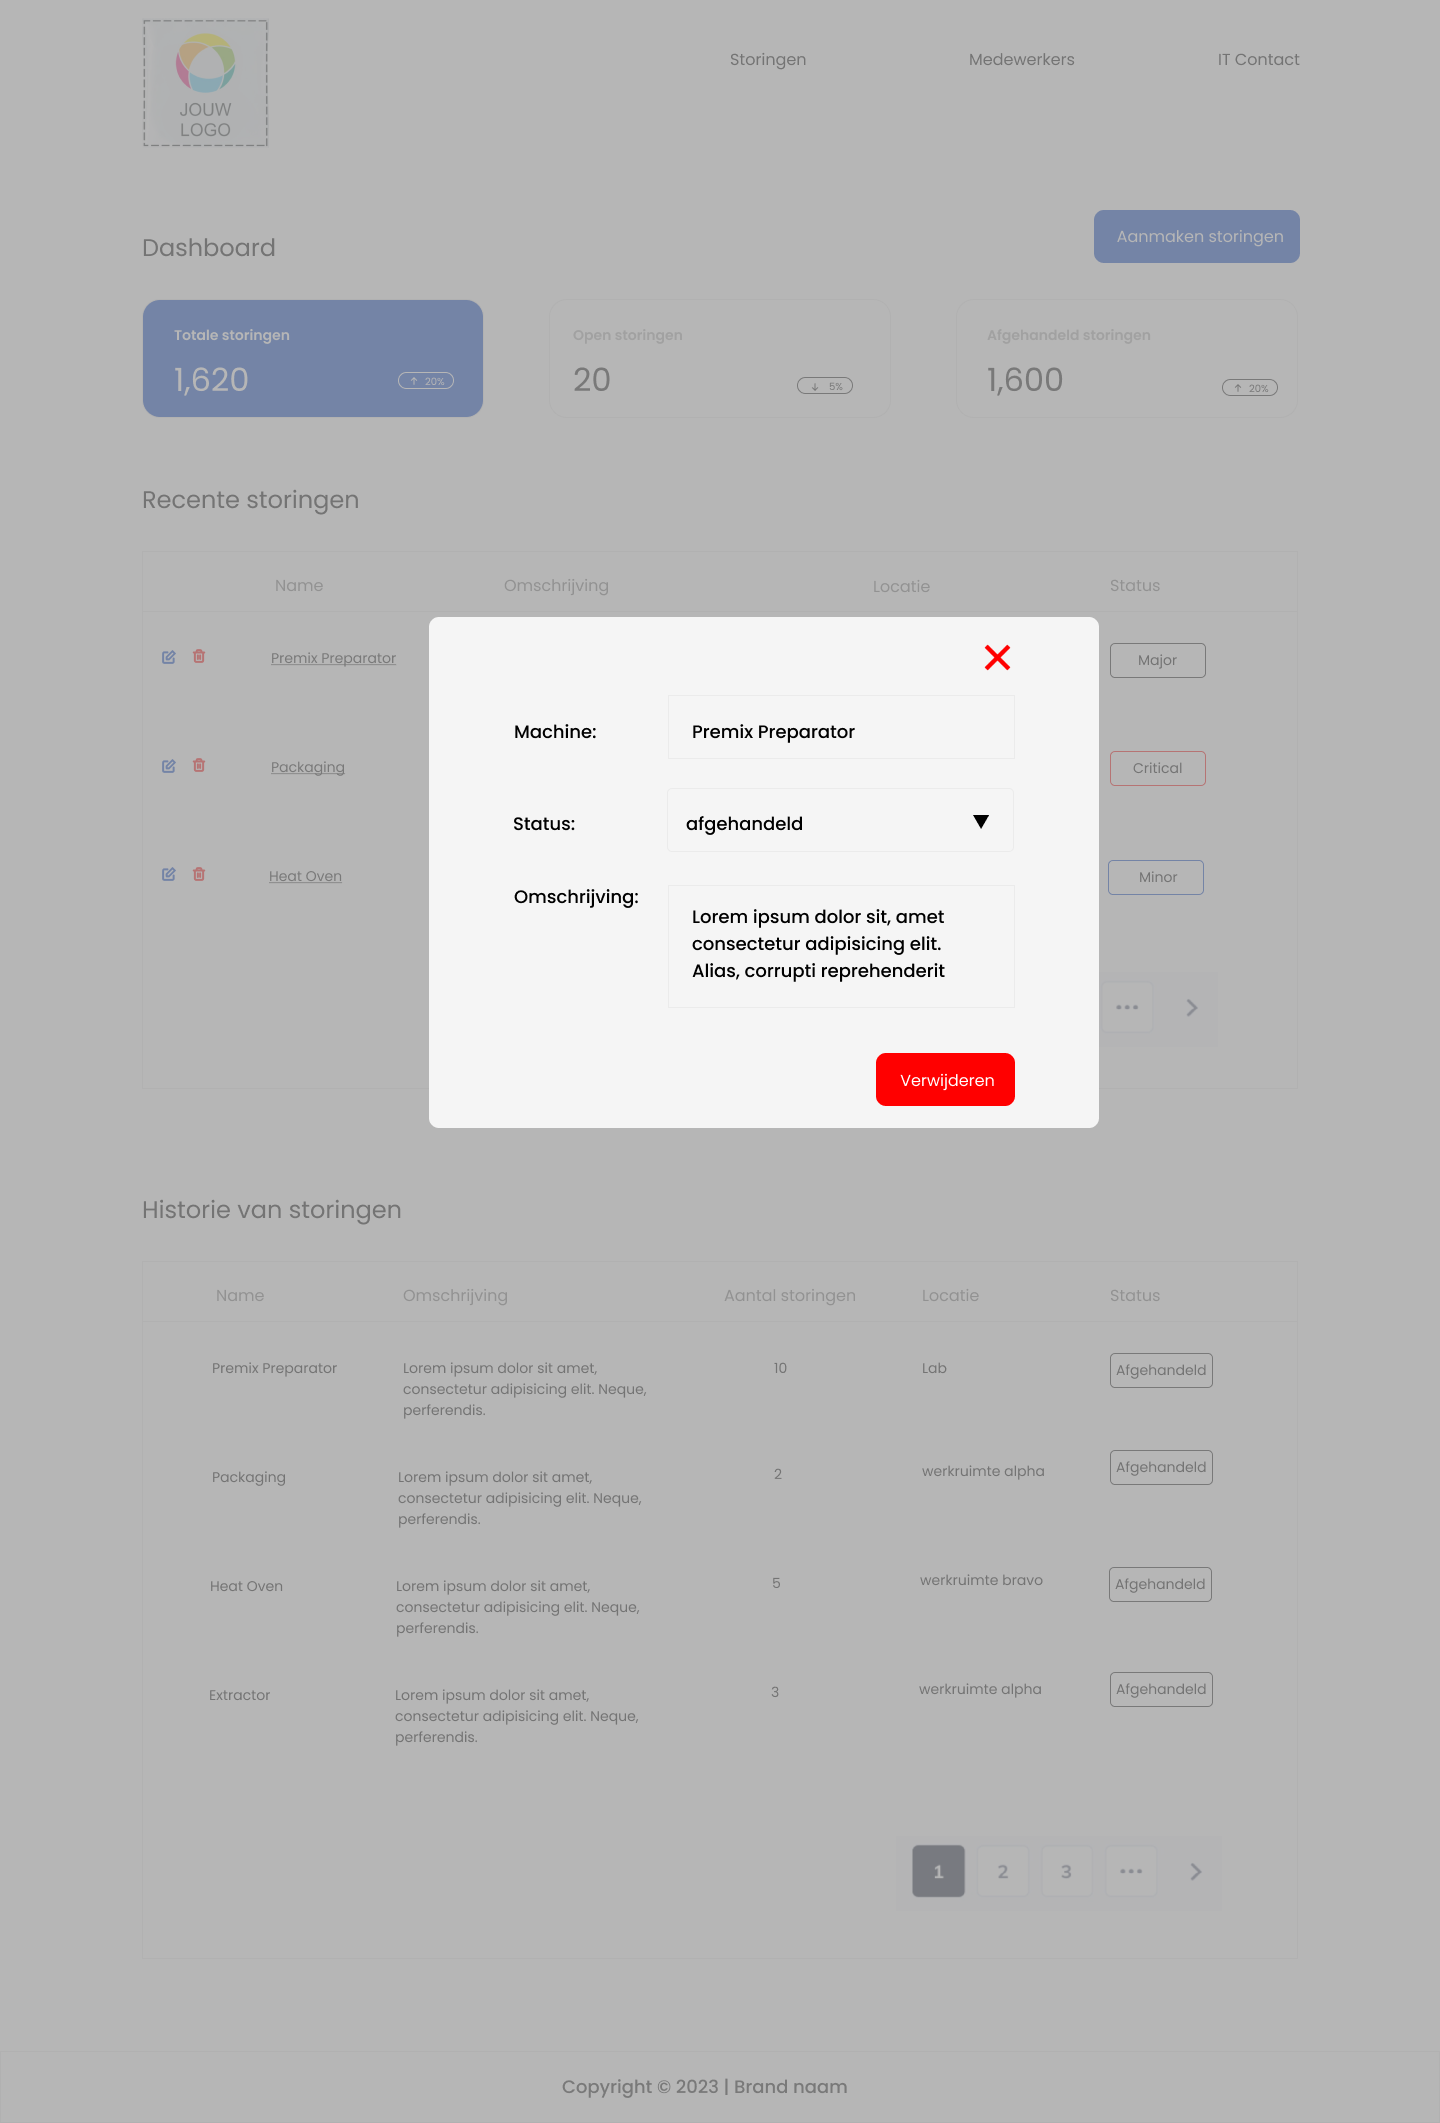 JOUW
LOGO
Storingen
Medewerkers
IT Contact
Dashboard
Aanmaken storingen
Totale storingen
1,620
20%
Open storingen
20
5%
Afgehandeld storingen
1,600
20%
Recente storingen
Name
Omschrijving
Locatie
Status
Premix Preparator
Major
Packaging
Critical
Heat Oven
Minor
Machine:
Premix Preparator
Status:
afgehandeld
Omschrijving:
Lorem ipsum dolor sit, amet
consectetur adipisicing elit.
Alias, corrupti reprehenderit
Verwijderen
Historie van storingen
Name
Omschrijving
Aantal storingen
Locatie
Status
Premix Preparator
Lorem ipsum dolor sit amet,
consectetur adipisicing elit. Neque,
perferendis.
10
Lab
Afgehandeld
Packaging
Lorem ipsum dolor sit amet,
consectetur adipisicing elit. Neque,
perferendis.
2
werkruimte alpha
Afgehandeld
Heat Oven
Lorem ipsum dolor sit amet,
consectetur adipisicing elit. Neque,
perferendis.
5
werkruimte bravo
Afgehandeld
Extractor
Lorem ipsum dolor sit amet,
consectetur adipisicing elit. Neque,
perferendis.
3
werkruimte alpha
Afgehandeld
1
2
3
Copyright © 2023 | Brand naam